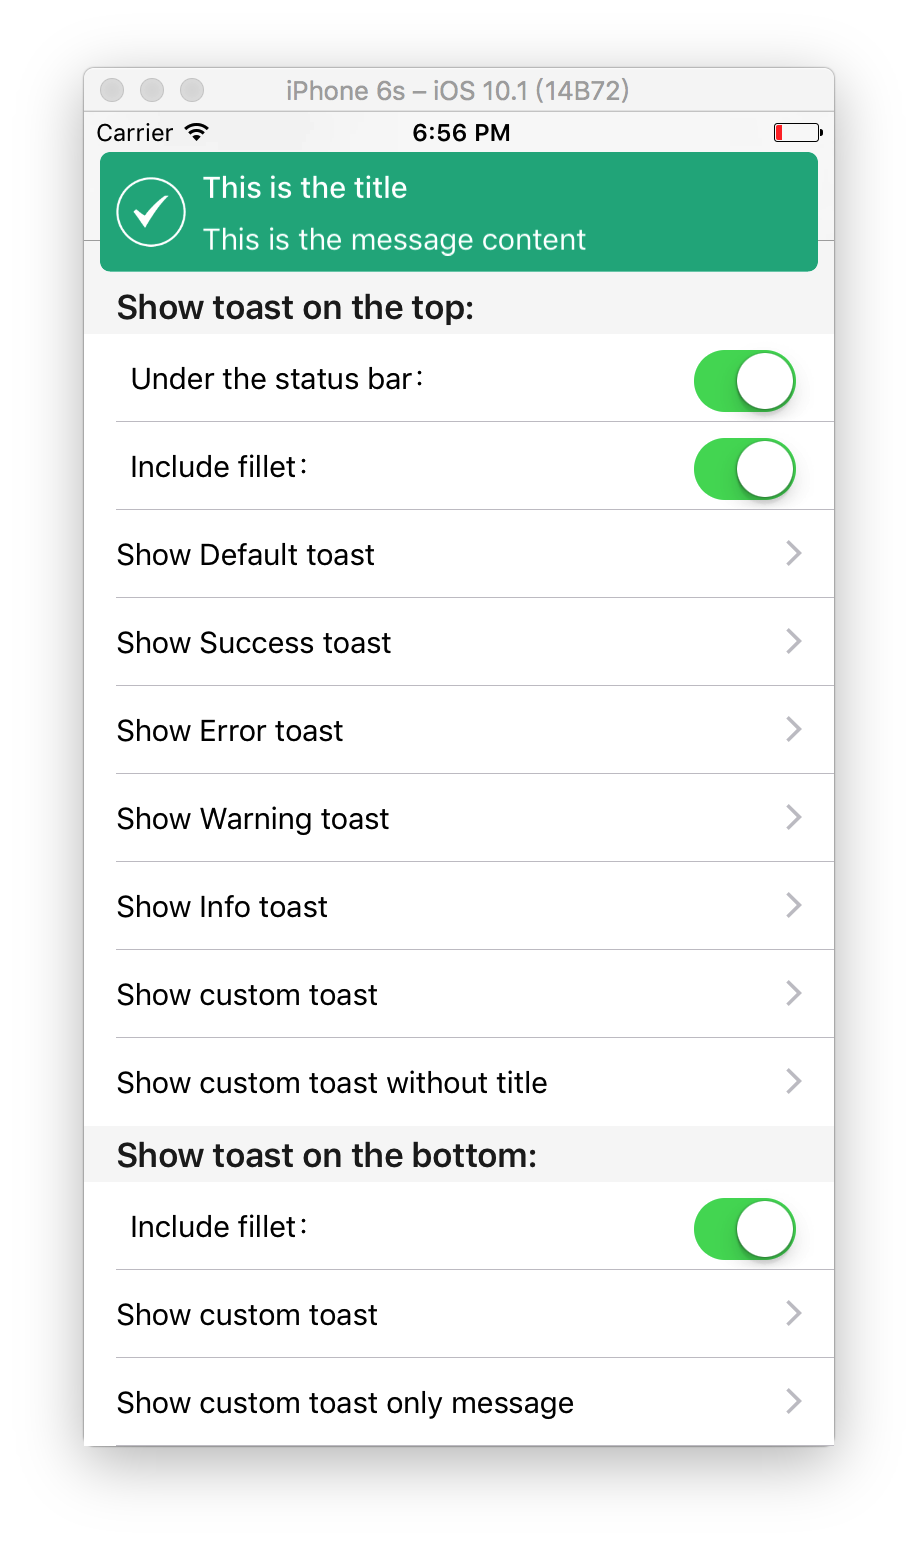 iPhone 6s – iOS 10.1 (14B72)
Carrier 6:56 PM
This is the title
This is the message content
Show toast on the top:
Under the status bar：
Include fillet：
Show Default toast
Show Success toast
Show Error toast
Show Warning toast
Show Info toast
Show custom toast
Show custom toast without title
Show toast on the bottom:
Include fillet：
Show custom toast
Show custom toast only message